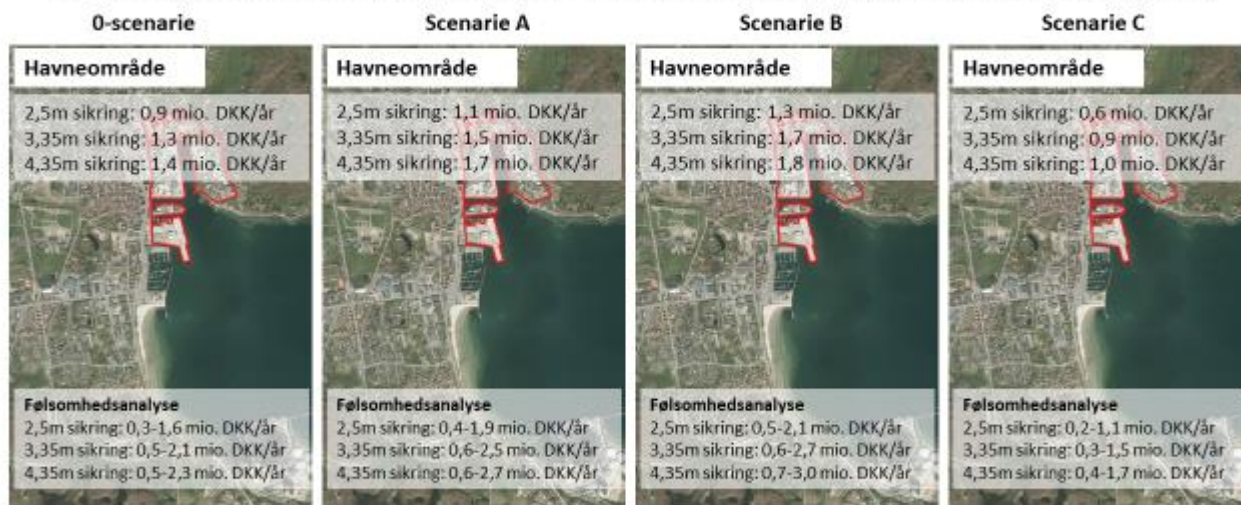 0-scenarie
Havneområde
2,5m sikring: 0,9 mio. DKK/år
3,35m sikring: 1,3 mio. DKK/år
4,35m sikring: 1,4 mio. DKK/år
Følsomhedsanalyse
2,5m sikring: 0,3-1,6 mio. DKK/år
3,35m sikring: 0,5-2,1 mio. DKK/år
4,35m sikring: 0,5-2,3 mio. DKK/år
Scenarie A
Havneområde
2,5m sikring: 1,1 mio. DKK/år
3,35m sikring: 1,5 mio. DKK/år
4,35m sikring: 1,7 mio. DKK/år
Følsomhedsanalyse
2,5m sikring: 0,4-1,9 mio. DKK/år
3,35m sikring: 0,6-2,5 mio. DKK/år
4,35m sikring: 0,6-2,7 mio. DKK/år
Scenarie B
Havneområde
2,5m sikring: 1,3 mio. DKK/år
3,35m sikring: 1,7 mio. DKK/år
4,35m sikring: 1,8 mio. DKK/år
Følsomhedsanalyse
2,5m sikring: 0,5-2,1 mio. DKK/år
3,35m sikring: 0,6-2,7 mio. DKK/år
4,35m sikring: 0,7-3,0 mio. DKK/år
Scenarie C
Havneområde
2,5m sikring: 0,6 mio. DKK/år
3,35m sikring: 0,9 mio. DKK/år
4,35m sikring: 1,0 mio. DKK/år
Følsomhedsanalyse
2,5m sikring: 0,2-1,1 mio. DKK/år
3,35m sikring: 0,3-1,5 mio. DKK/år
4,35m sikring: 0,4-1,7 mio. DKK/år